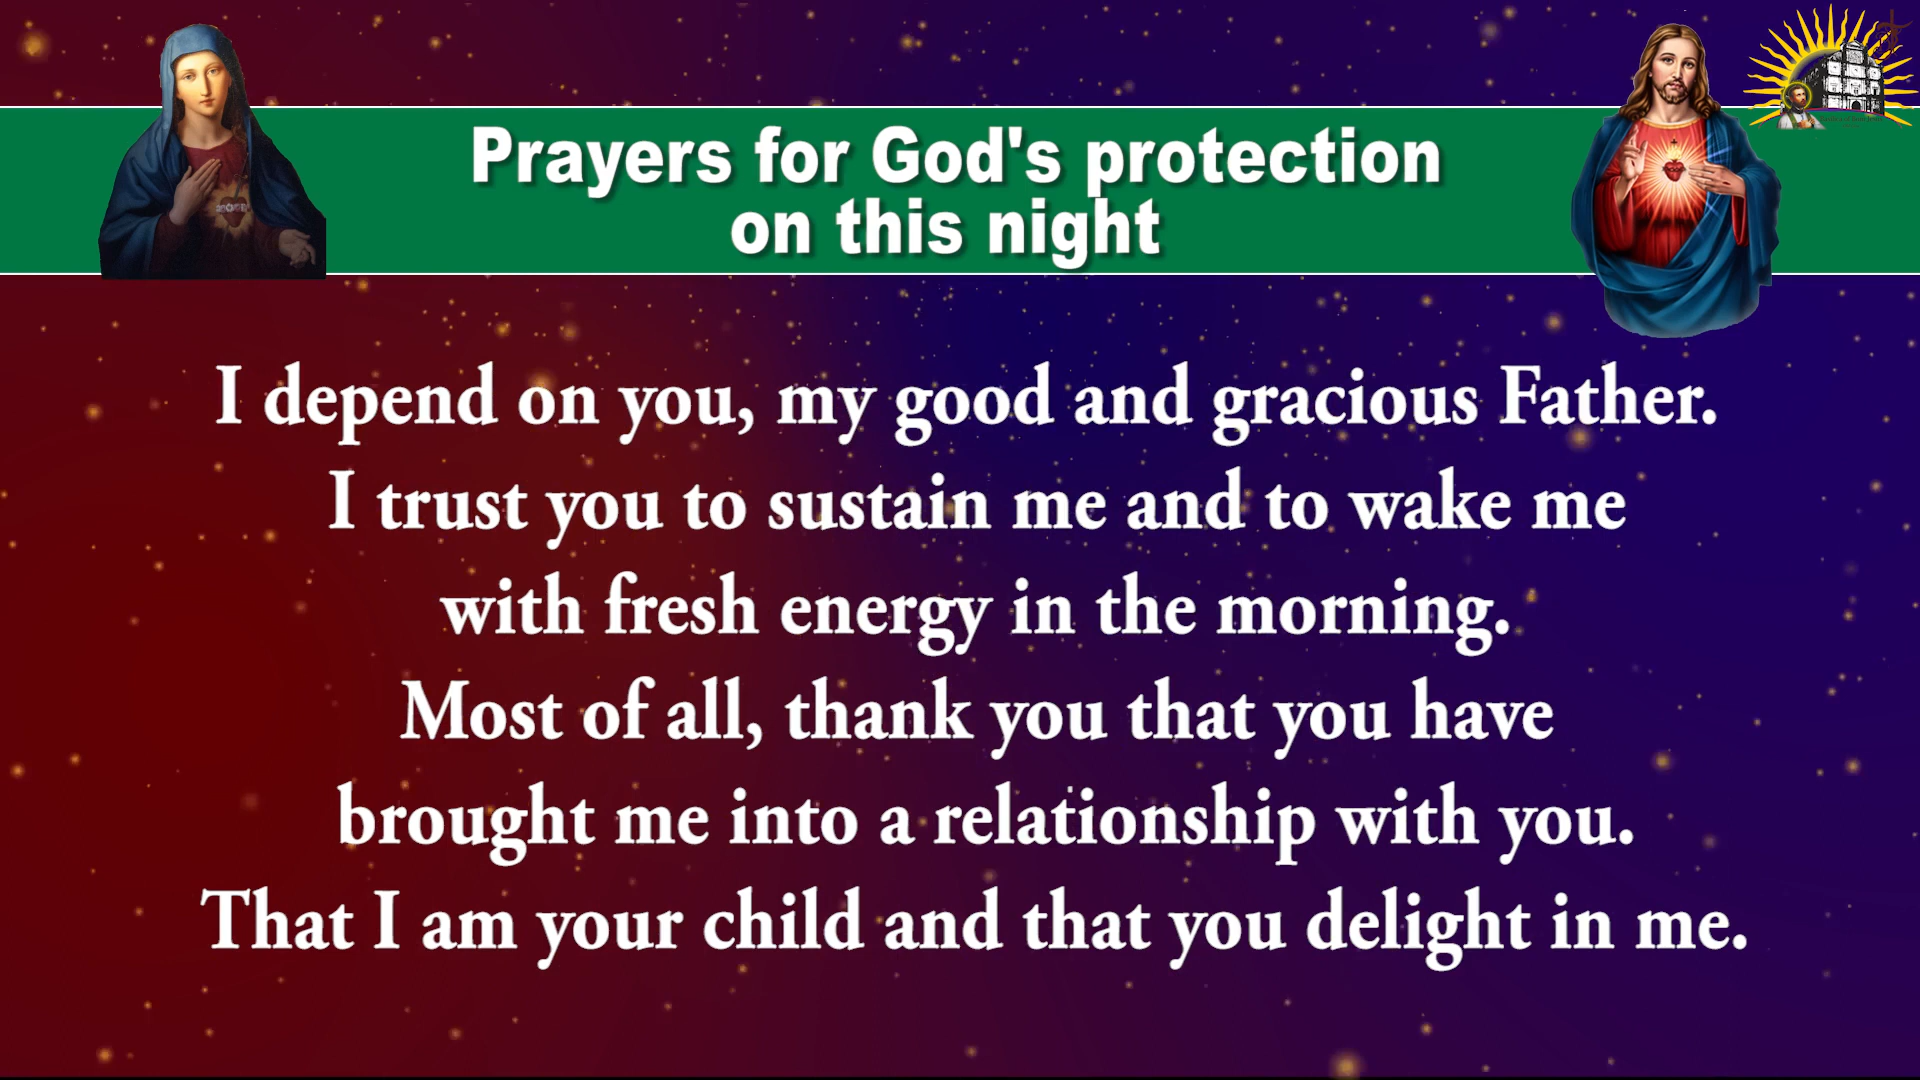 Prayers for God's protection
on this night
I depend on you, my good and gracious Father.
I trust you to sustain me and to wake me
with fresh energy in the morning.
Most of all, thank you that you have
brought me into a relationship with you.
That I am your child and that you delight in me.